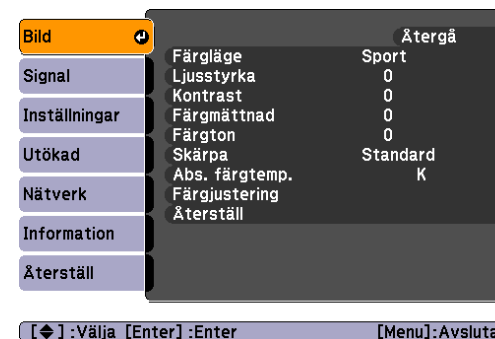 Bild
Signal
Inställningar
Utökad
Nätverk
Information
Återställ
Återgå
Färgläge Sport
Ljusstyrka 0
Kontrast 0
Färgmättnad 0
Färgton 0
Skärpa Standard
Abs. färgtemp. K
Färgjustering
Återställ
[◆] :Välja [Enter] :Enter [Menu]:Avsluta